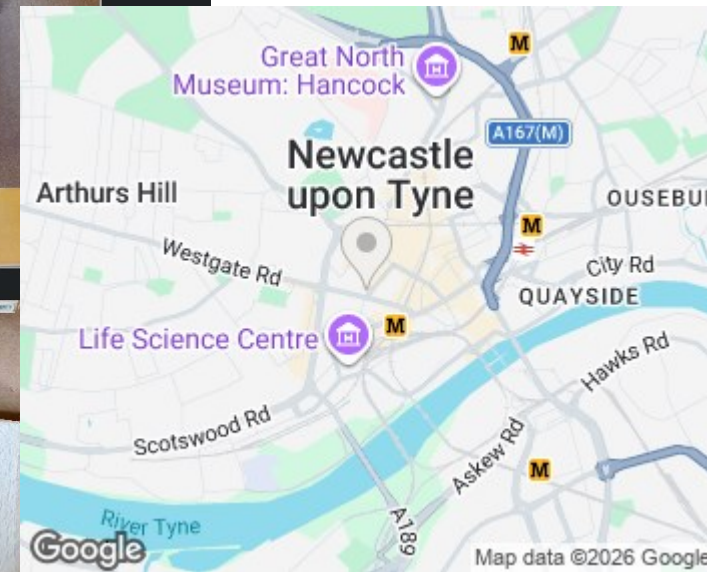 Great North
Museum: Hancock
M
A167(M)
Newcastle
upon Tyne
Arthurs Hill
OUSEBU
M
Westgate Rd
City Rd
QUAYSIDE
Life Science Centre
M
Hawks Rd
Scotswood Rd
Askew Rd
M
River Tyne
A189
Google
Map data ©2026 Google